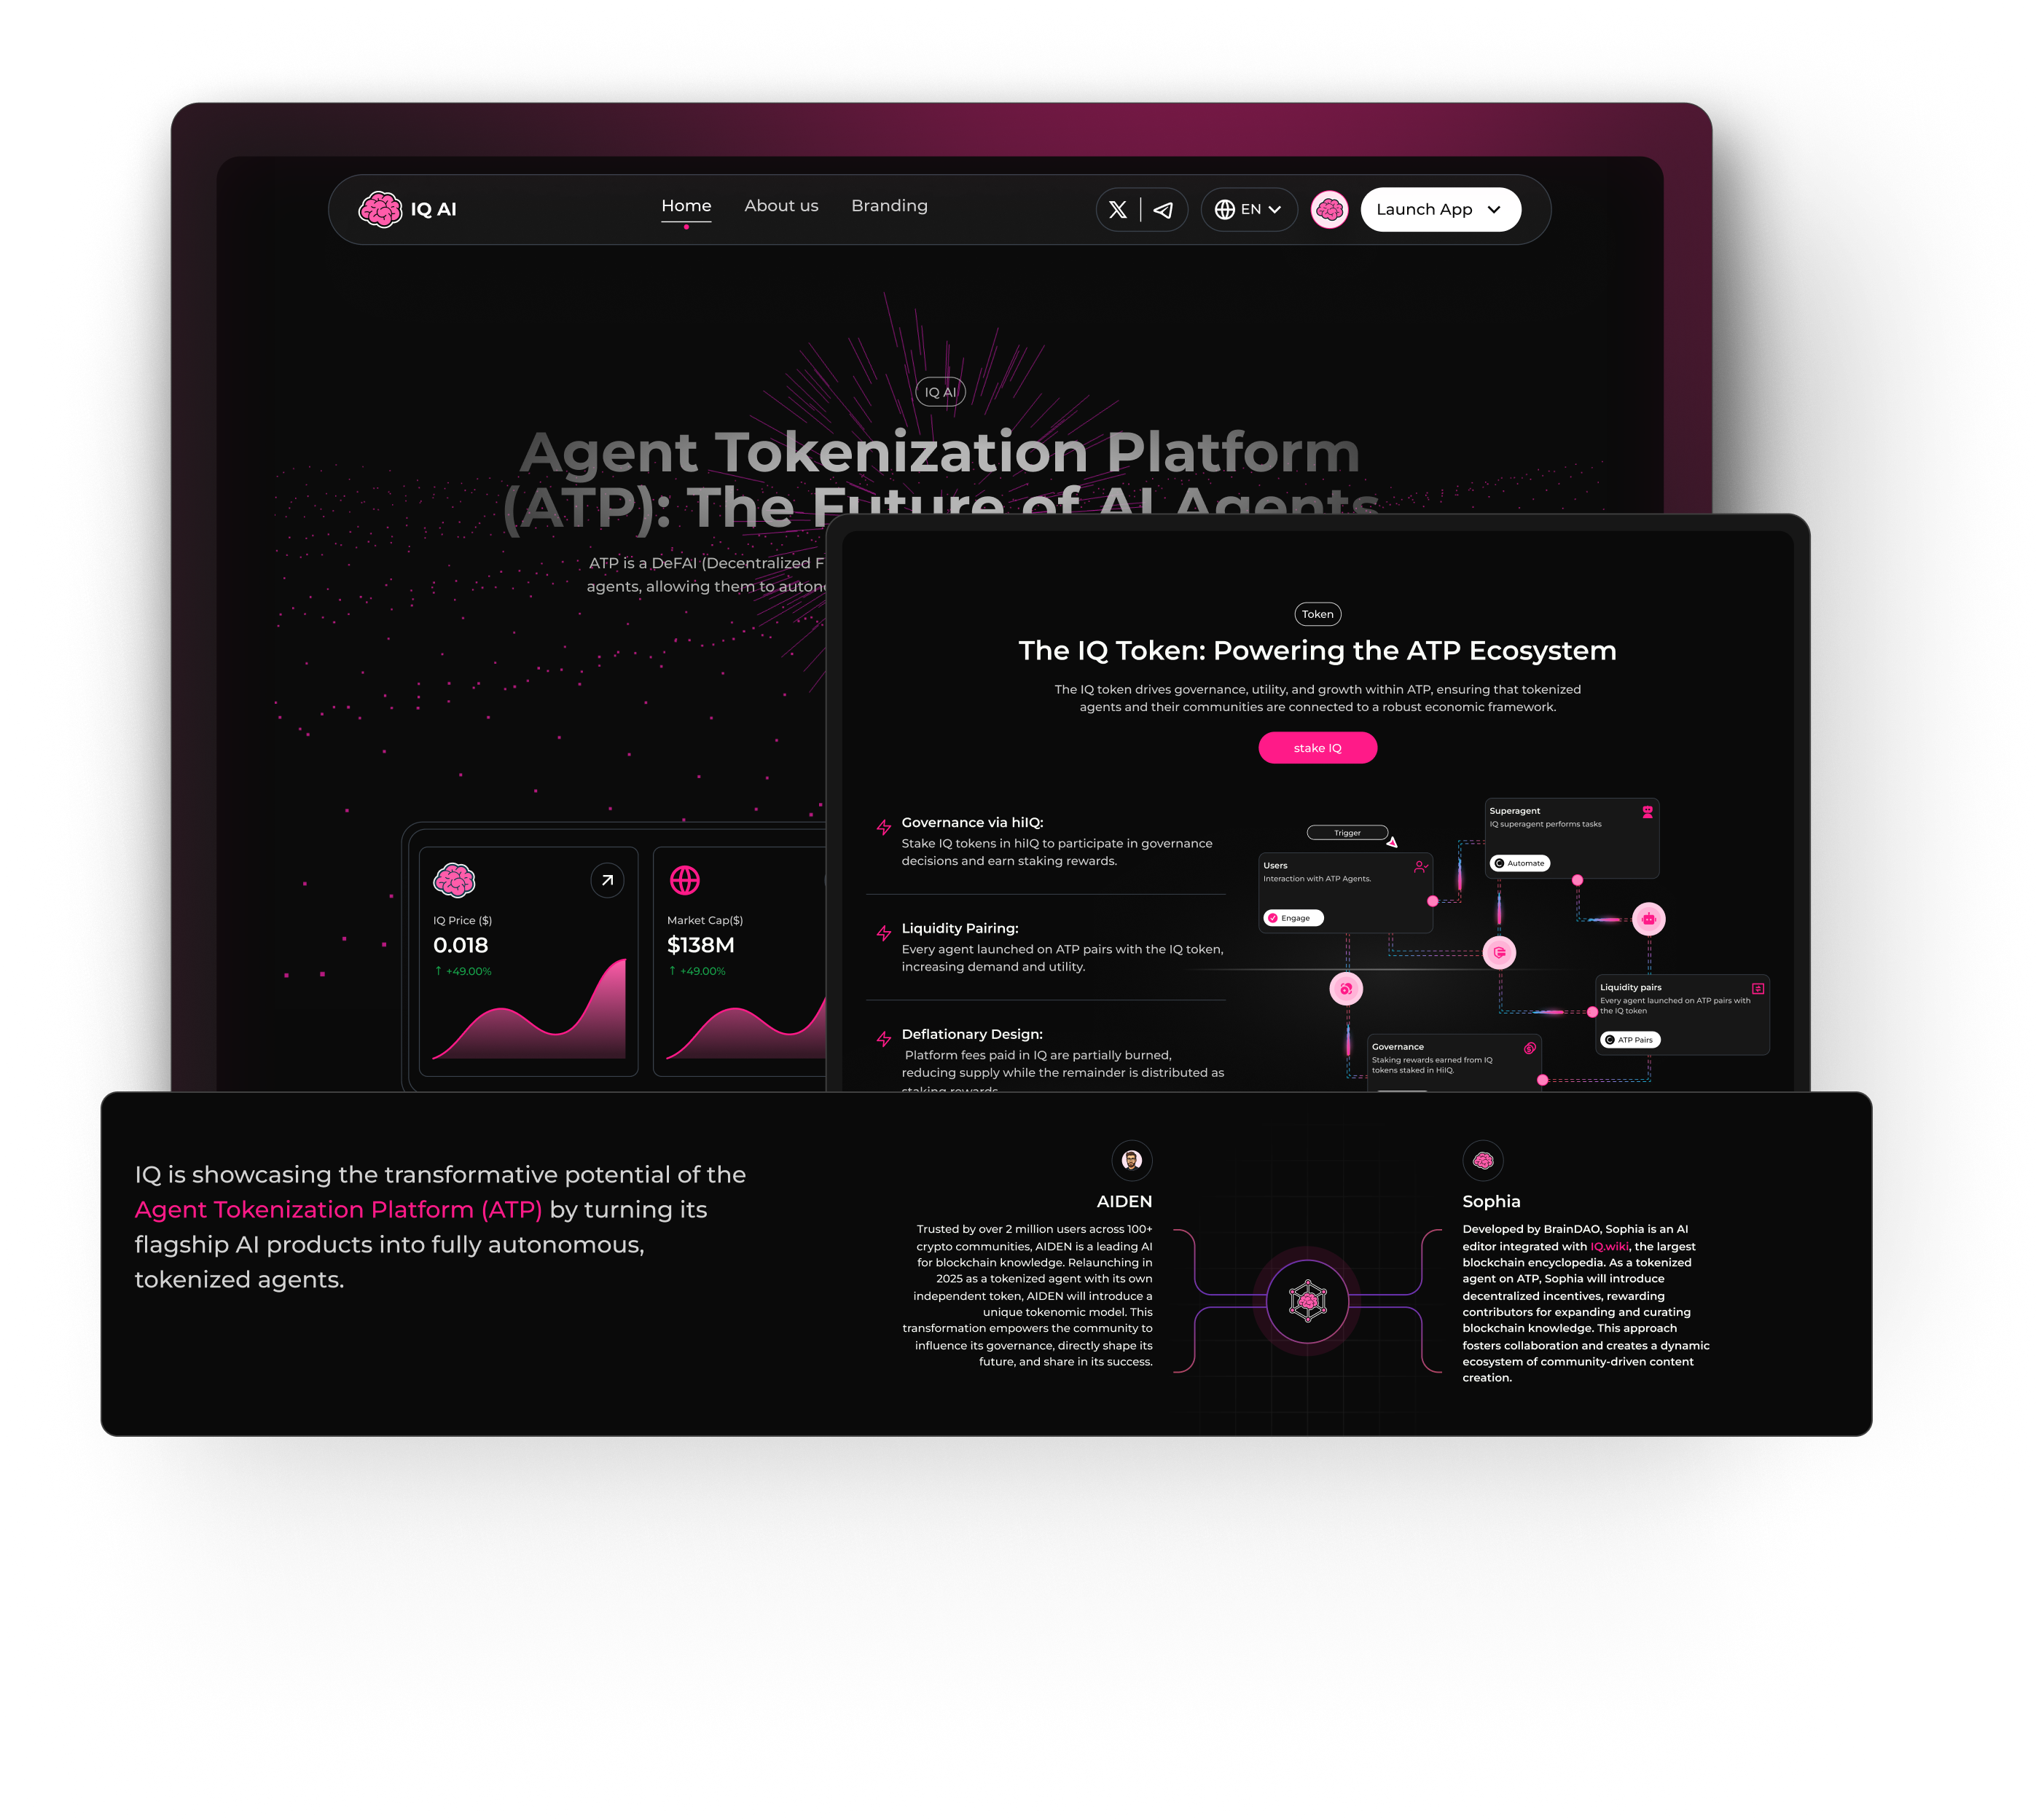 IQ AI
Home
About us
Branding
EN
Launch App
IQ AI
Agent Tokenization Platform
(ATP): The Future of AI Agents
ATP is a DeFAI (Decentralized F
agents, allowing them to auton
IQ Price ($)
0.018
↑ +49.00%
Market Cap($)
$138M
↑ +49.00%
Token
The IQ Token: Powering the ATP Ecosystem
The IQ token drives governance, utility, and growth within ATP, ensuring that tokenized
agents and their communities are connected to a robust economic framework.
stake IQ
Governance via hiIQ:
Stake IQ tokens in hiIQ to participate in governance
decisions and earn staking rewards.
Liquidity Pairing:
Every agent launched on ATP pairs with the IQ token,
increasing demand and utility.
Deflationary Design:
Platform fees paid in IQ are partially burned,
reducing supply while the remainder is distributed as
staking rewards
Trigger
Users
Interaction with ATP Agents.
Engage
Superagent
IQ superagent performs tasks
Automate
Liquidity pairs
Every agent launched on ATP pairs with
the IQ token
ATP Pairs
Governance
Staking rewards earned from IQ
tokens staked in HiIQ.
IQ is showcasing the transformative potential of the
Agent Tokenization Platform (ATP) by turning its
flagship AI products into fully autonomous,
tokenized agents.
AIDEN
Trusted by over 2 million users across 100+
crypto communities, AIDEN is a leading AI
for blockchain knowledge. Relaunching in
2025 as a tokenized agent with its own
independent token, AIDEN will introduce a
unique tokenomic model. This
transformation empowers the community to
influence its governance, directly shape its
future, and share in its success.
Sophia
Developed by BrainDAO, Sophia is an AI
editor integrated with IQ.wiki, the largest
blockchain encyclopedia. As a tokenized
agent on ATP, Sophia will introduce
decentralized incentives, rewarding
contributors for expanding and curating
blockchain knowledge. This approach
fosters collaboration and creates a dynamic
ecosystem of community-driven content
creation.